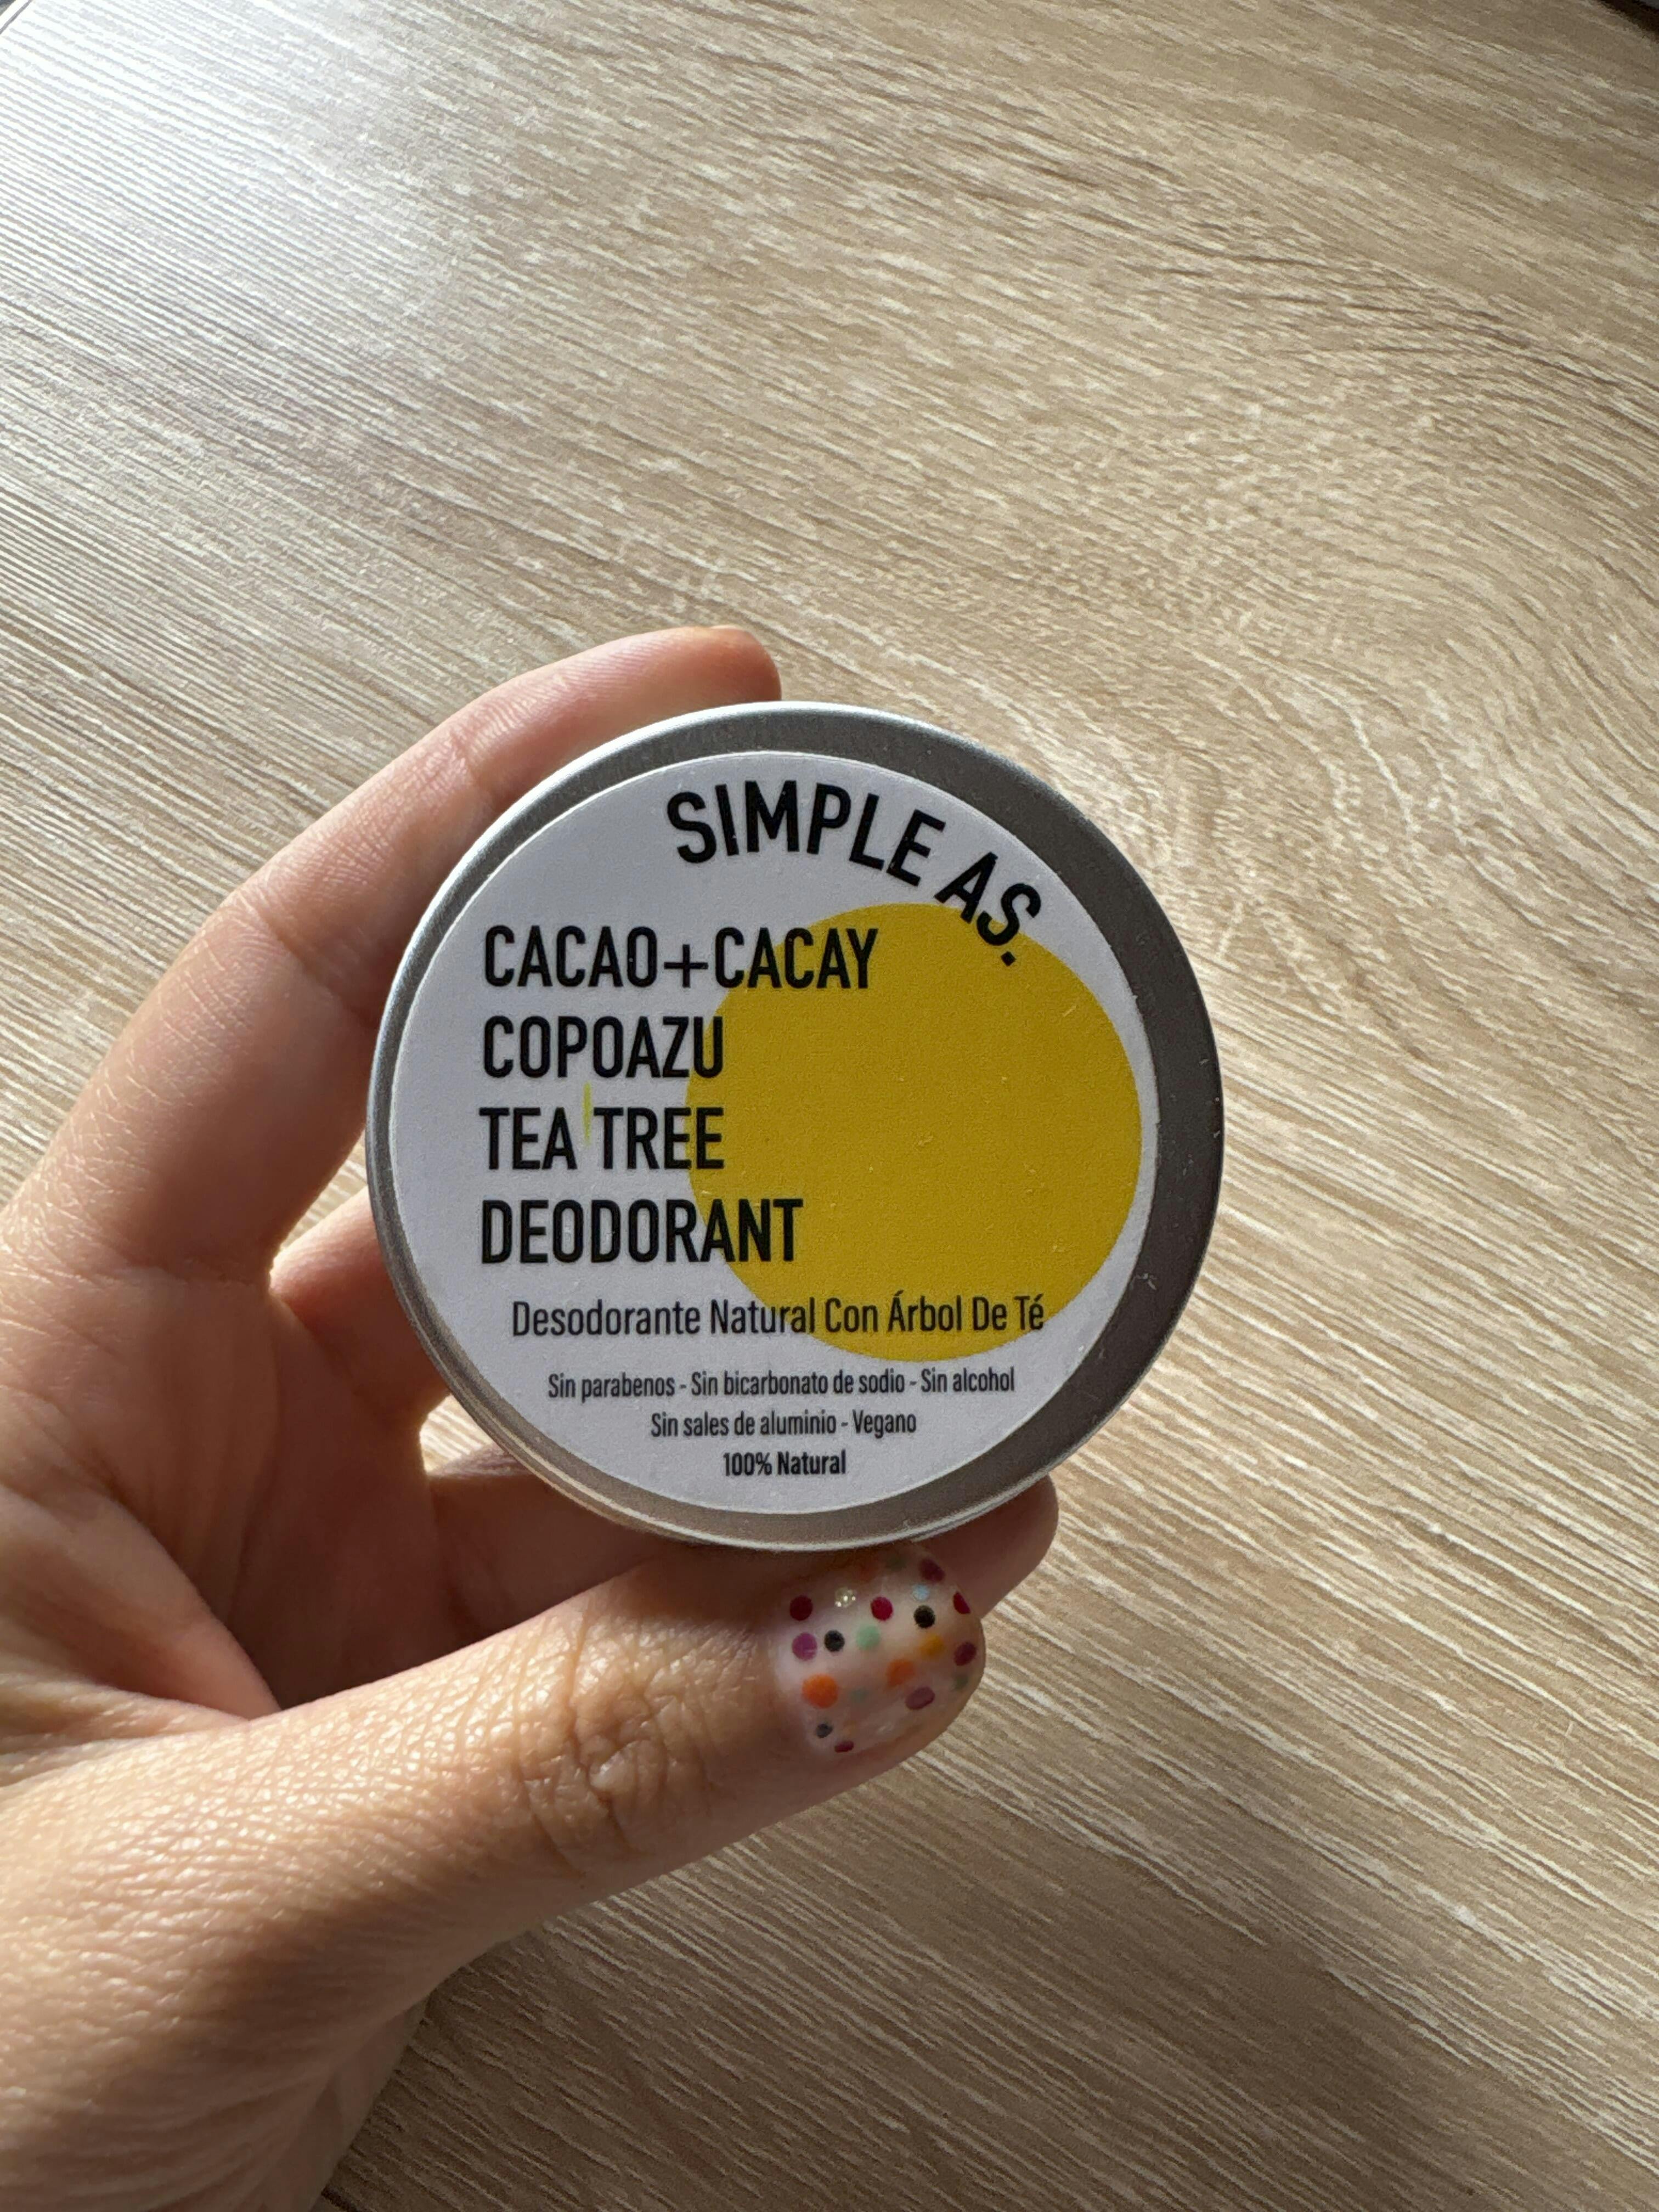 SIMPLE AS.
CACAO+CACAY
COPOAZU
TEA TREE
DEODORANT
Desodorante Natural Con Árbol De Té
Sin parabenos - Sin bicarbonato de sodio - Sin alcohol
Sin sales de aluminio - Vegano
100% Natural